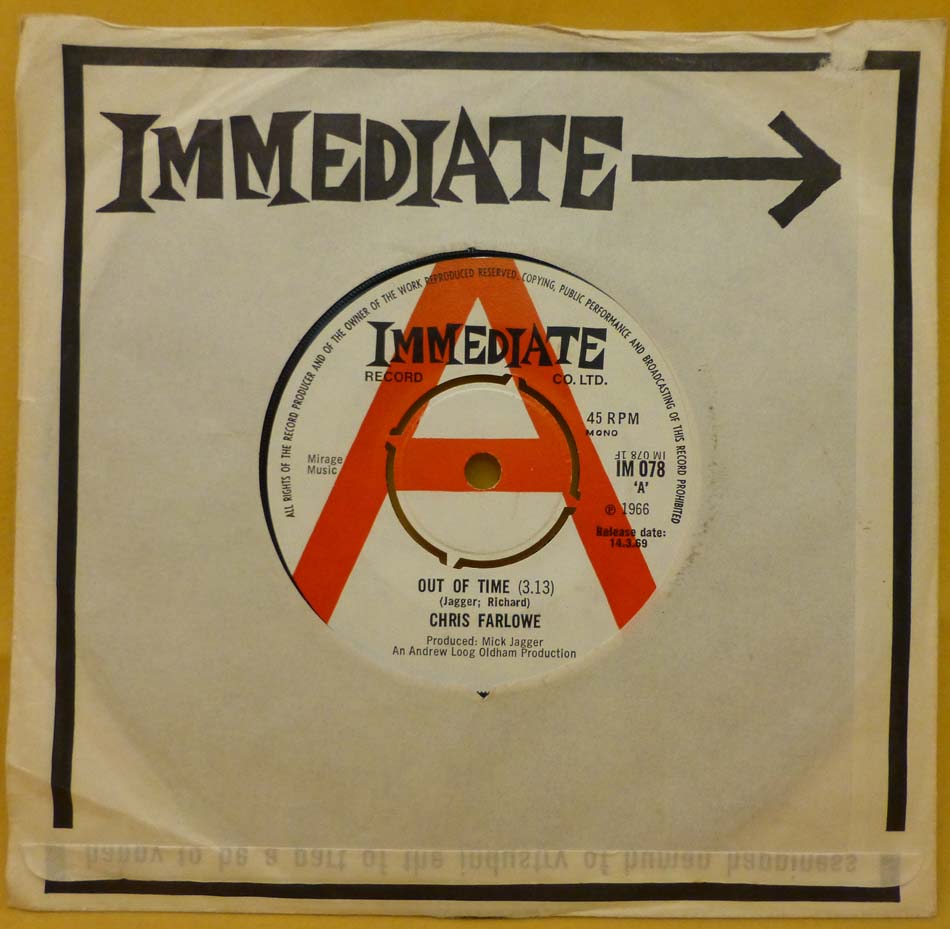 IMMEDIATE
ALL RIGHTS OF THE RECORD PRODUCER AND OF THE OWNER OF THE WORK REPRODUCED RESERVED. COPYING, PUBLIC PERFORMANCE AND BROADCASTING OF THIS RECORD PROHIBITED
A
IMMEDIATE
RECORD CO. LTD.
45 RPM
MONO
Mirage
Music
IM 078 1F
IM 078
'A'
℗ 1966
Release date:
14.3.69
OUT OF TIME (3.13)
(Jagger; Richard)
CHRIS FARLOWE
Produced: Mick Jagger
An Andrew Loog Oldham Production
happy to be a part of the industry of human happiness